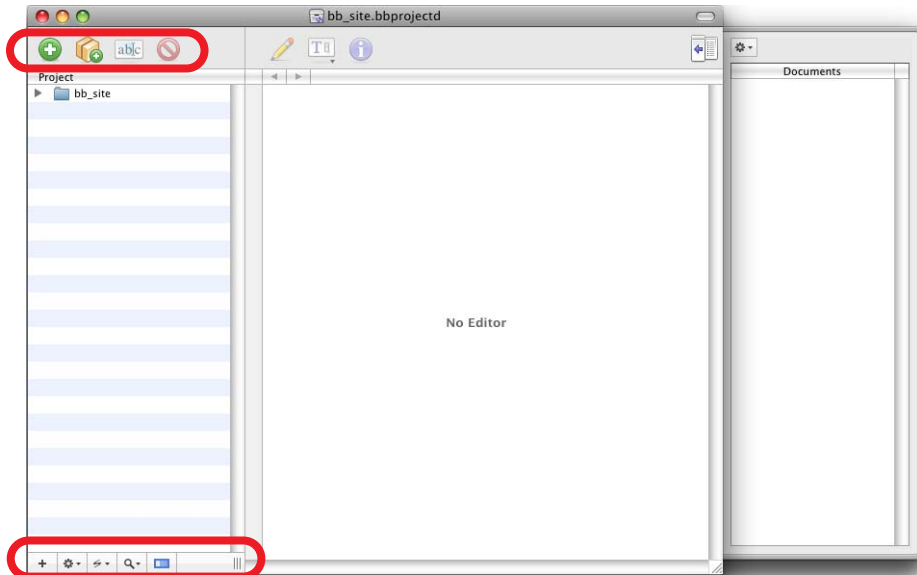 bb_site.bbprojectd
ab|c
T
Project
Documents
bb_site
No Editor